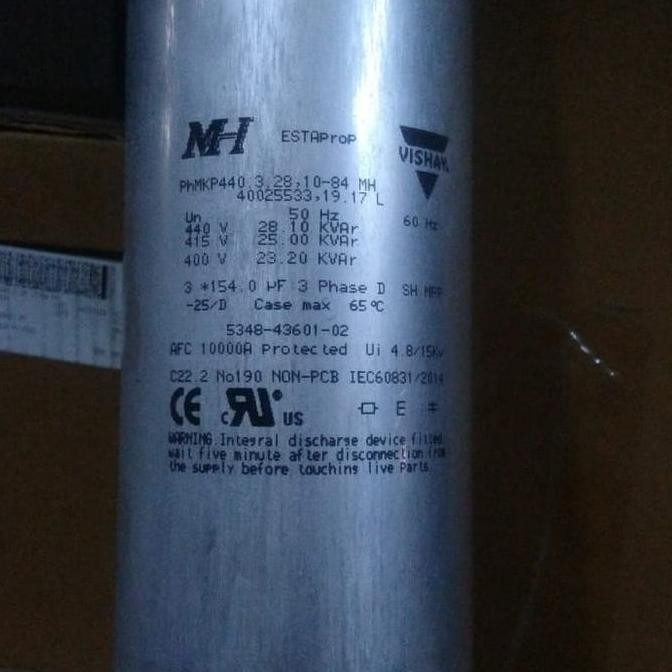 MH ESTAProP VISHAY
PhMKP440.3.28,10-84 MH
40025533,19.17 L
Un 50 Hz 60 Hz
440 V 28.10 KVAr
415 V 25.00 KVAr
400 V 23.20 KVAr
3 *154.0 µF 3 Phase D SH MPP
-25/D Case max 65°C
5348-43601-02
AFC 10000A Protected Ui 4.8/15Kv
C22.2 No190 NON-PCB IEC60831/2014
CE c RU US E
WARNING.Integral discharge device fitted
wait five minute after disconnection from
the supply before touching live Parts